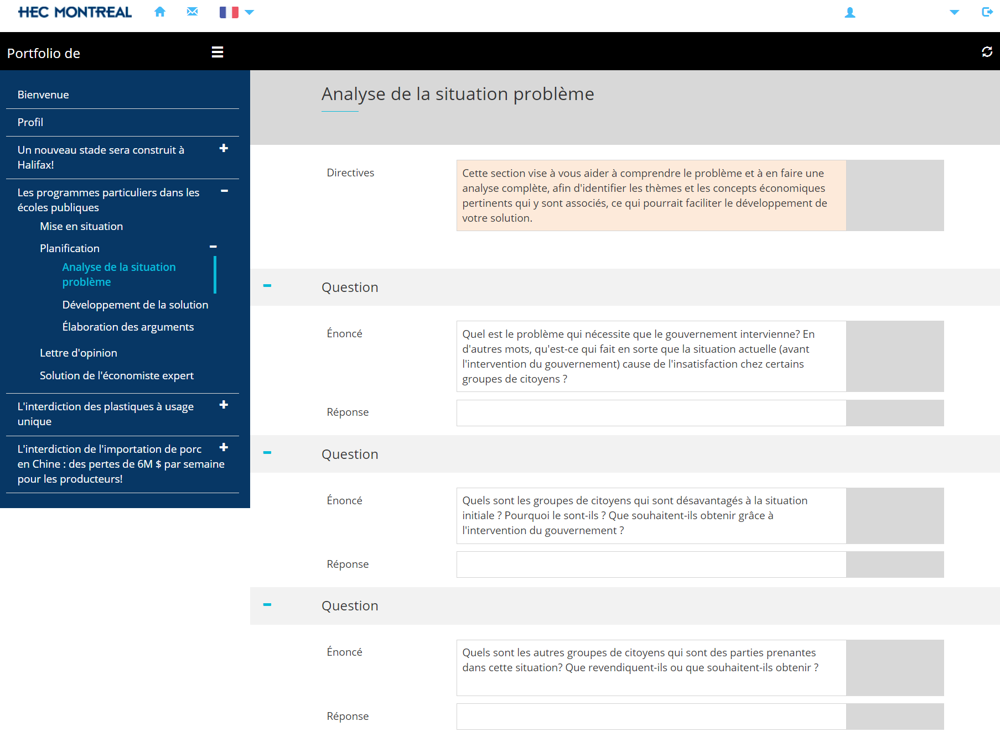 HEC MONTREAL
Portfolio de
Bienvenue
Profil
Un nouveau stade sera construit à
Halifax!
Les programmes particuliers dans les
écoles publiques
Mise en situation
Planification
Analyse de la situation
problème
Développement de la solution
Élaboration des arguments
Lettre d'opinion
Solution de l'économiste expert
L'interdiction des plastiques à usage
unique
L'interdiction de l'importation de porc
en Chine : des pertes de 6M $ par semaine
pour les producteurs!
Analyse de la situation problème
Directives
Cette section vise à vous aider à comprendre le problème et à en faire une
analyse complète, afin d'identifier les thèmes et les concepts économiques
pertinents qui y sont associés, ce qui pourrait faciliter le développement de
votre solution.
Question
Énoncé
Quel est le problème qui nécessite que le gouvernement intervienne? En
d'autres mots, qu'est-ce qui fait en sorte que la situation actuelle (avant
l'intervention du gouvernement) cause de l'insatisfaction chez certains
groupes de citoyens ?
Réponse
Question
Énoncé
Quels sont les groupes de citoyens qui sont désavantagés à la situation
initiale ? Pourquoi le sont-ils ? Que souhaitent-ils obtenir grâce à
l'intervention du gouvernement ?
Réponse
Question
Énoncé
Quels sont les autres groupes de citoyens qui sont des parties prenantes
dans cette situation? Que revendiquent-ils ou que souhaitent-ils obtenir ?
Réponse